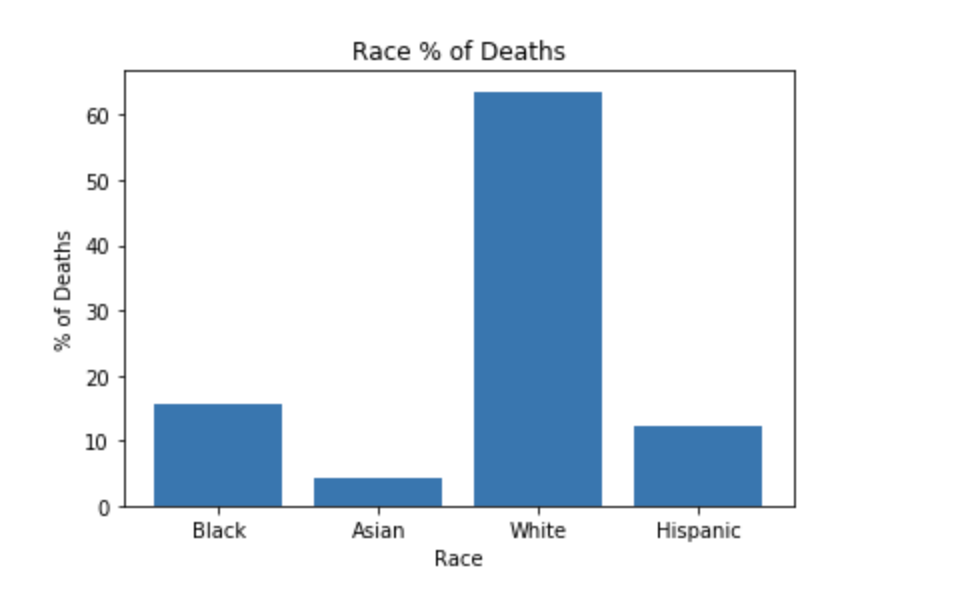 Race % of Deaths
% of Deaths
60
50
40
30
20
10
0
Black Asian White Hispanic
Race